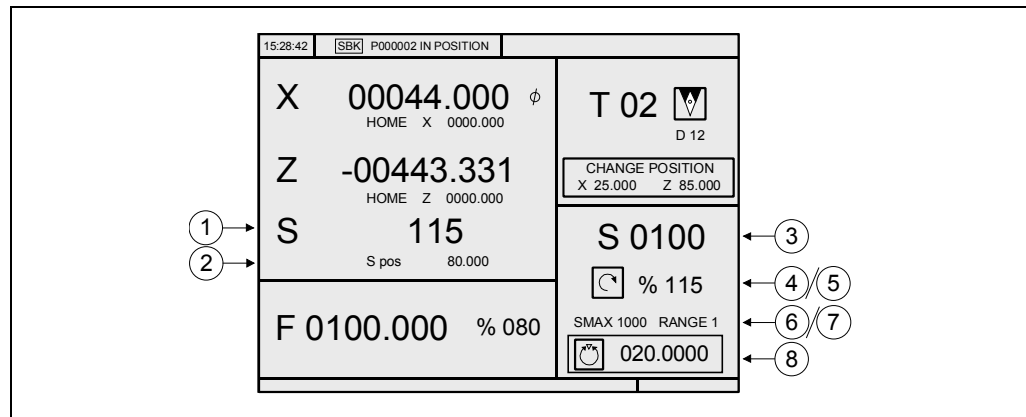 15:28:42 SBK P000002 IN POSITION
X 00044.000 ϕ
HOME X 0000.000
Z -00443.331
HOME Z 0000.000
S 115
S pos 80.000
F 0100.000 % 080
T 02
D 12
CHANGE POSITION
X 25.000 Z 85.000
S 0100
% 115
SMAX 1000 RANGE 1
020.0000
1
2
3
4/5
6/7
8